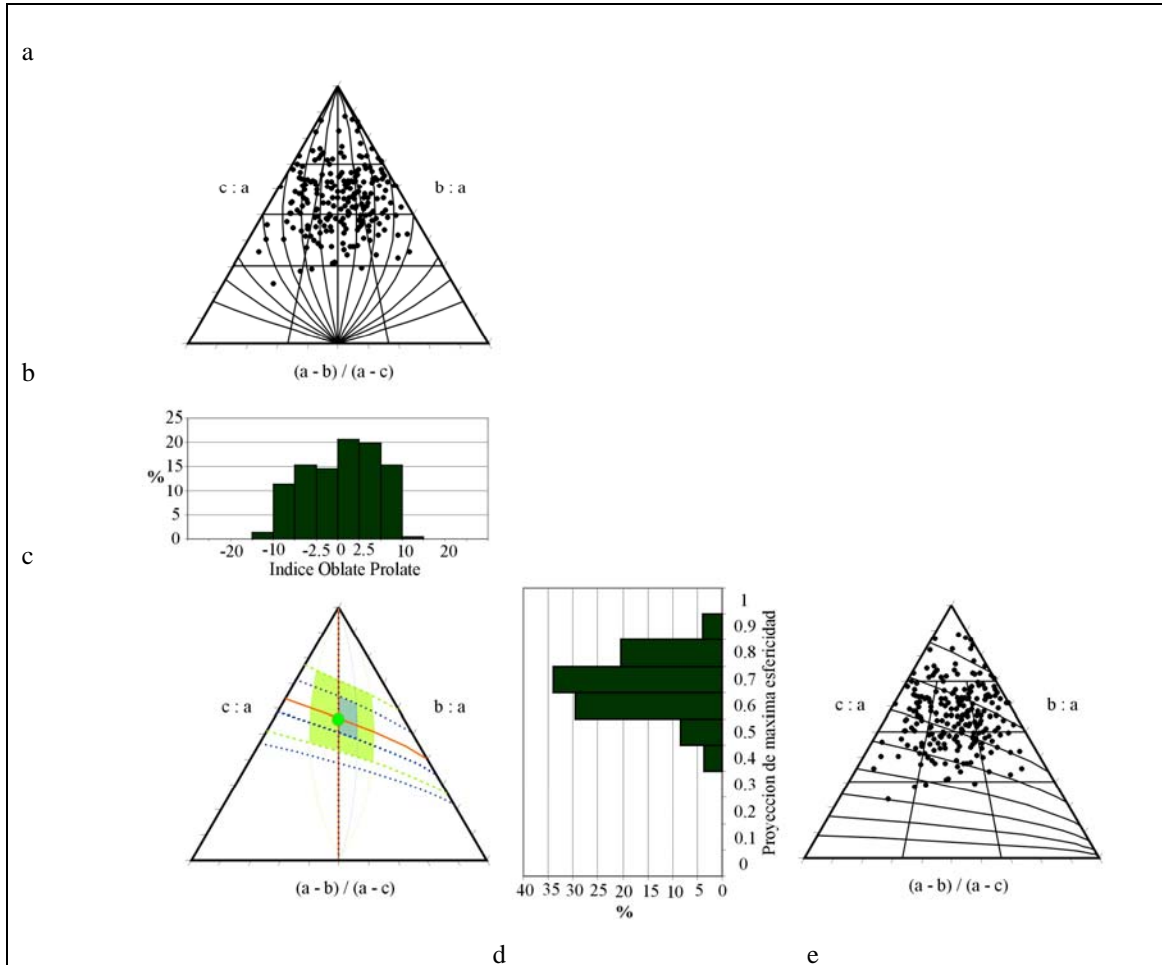 a
c : a
b : a
(a - b) / (a - c)
b
25
20
15
10
5
0
%
-20 -10 -2.5 0 2.5 10 20
Indice Oblate Prolate
c
c : a
b : a
(a - b) / (a - c)
1
0.9
0.8
0.7
0.6
0.5
0.4
0.3
0.2
0.1
0
Proyeccion de maxima esfericidad
40 35 30 25 20 15 10 5 0
%
c : a
b : a
(a - b) / (a - c)
d
e